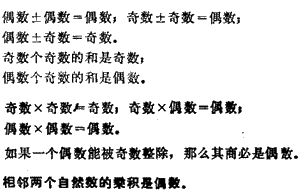 偶数±偶数＝偶数；奇数±奇数＝偶数；
偶数±奇数＝奇数。
奇数个奇数的和是奇数；
偶数个奇数的和是偶数。
奇数×奇数＝奇数；奇数×偶数＝偶数；
偶数×偶数＝偶数。
如果一个偶数能被奇数整除，那么其商必是偶数。
相邻两个自然数的乘积是偶数。